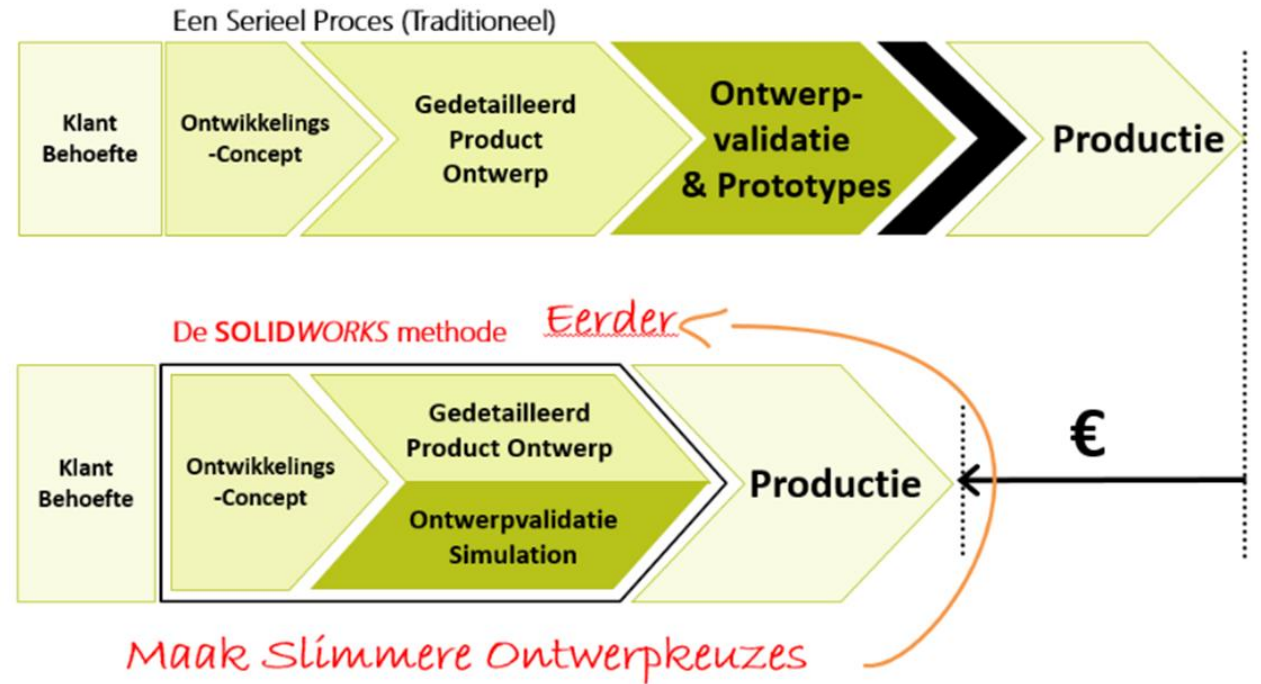 Een Serieel Proces (Traditioneel)
Klant
Behoefte
Ontwikkelings
-Concept
Gedetailleerd
Product
Ontwerp
Ontwerp-
validatie
& Prototypes
Productie
De SOLIDWORKS methode
Eerder
Klant
Behoefte
Ontwikkelings
-Concept
Gedetailleerd
Product Ontwerp
Ontwerpvalidatie
Simulation
Productie
€
Maak Slimmere Ontwerpkeuzes